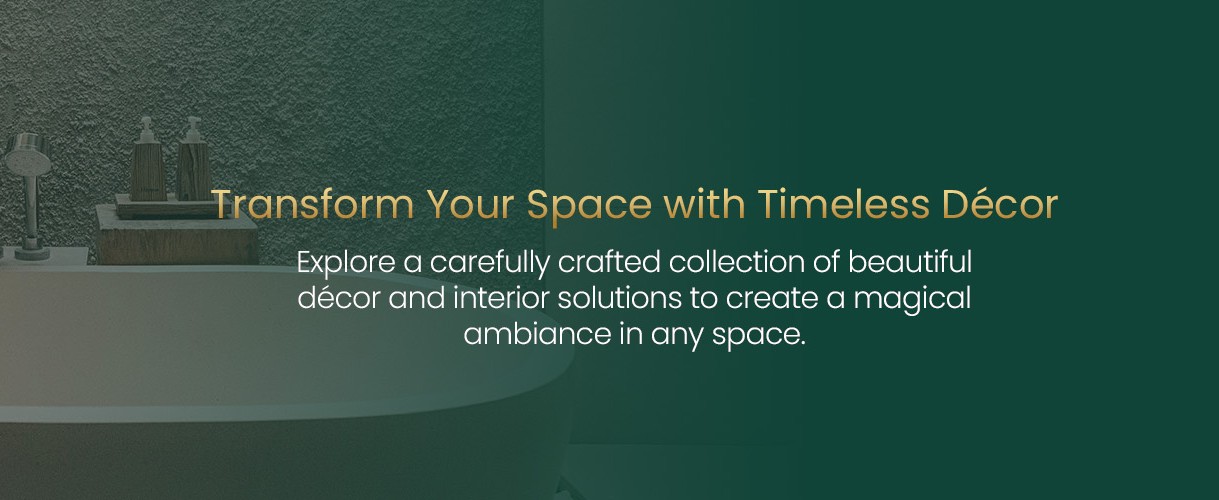 Transform Your Space with Timeless Décor
Explore a carefully crafted collection of beautiful
décor and interior solutions to create a magical
ambiance in any space.